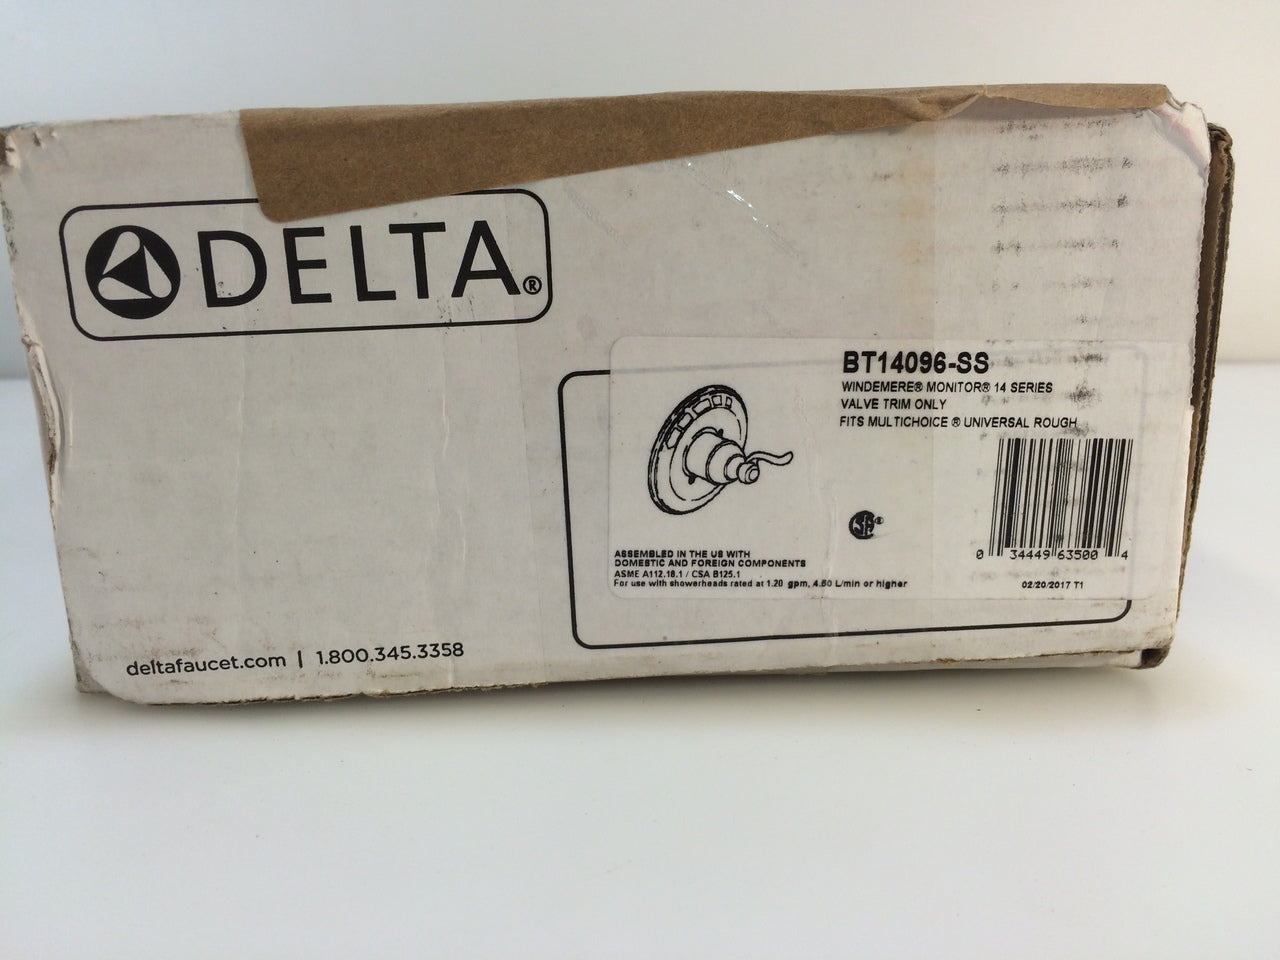 DELTA®
BT14096-SS
WINDEMERE® MONITOR® 14 SERIES
VALVE TRIM ONLY
FITS MULTICHOICE ® UNIVERSAL ROUGH
ASSEMBLED IN THE US WITH
DOMESTIC AND FOREIGN COMPONENTS
ASME A112.18.1 / CSA B125.1
For use with showerheads rated at 1.20 gpm, 4.50 L/min or higher
0 34449 63500 4
02/20/2017 T1
deltafaucet.com | 1.800.345.3358